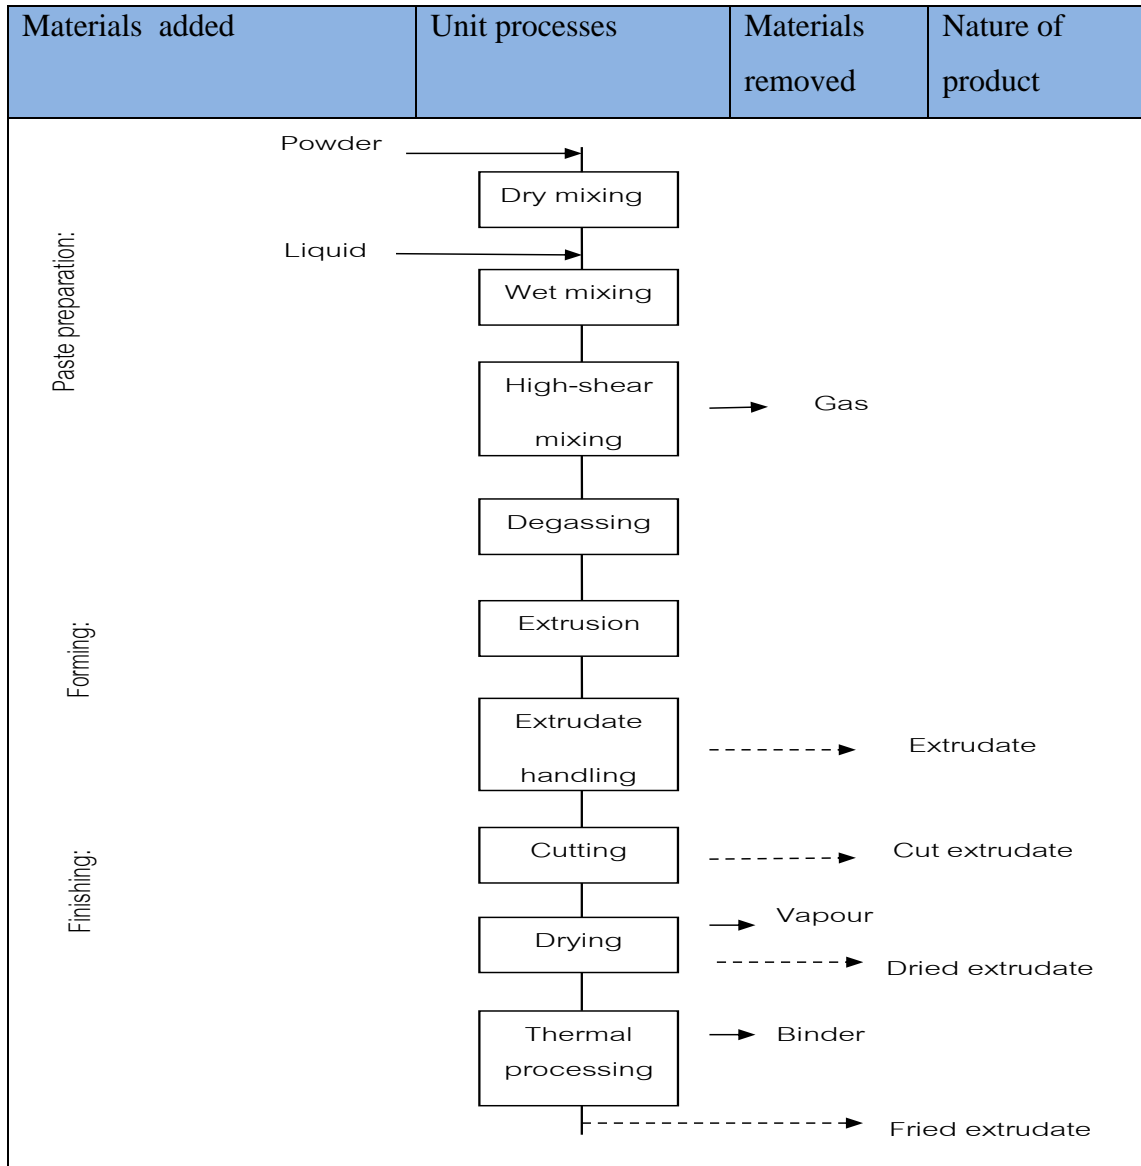 Materials added
Unit processes
Materials
removed
Nature of
product
Powder
Dry mixing
Liquid
Wet mixing
Paste preparation:
High-shear
mixing
Gas
Degassing
Forming:
Extrusion
Extrudate
handling
Extrudate
Finishing:
Cutting
Cut extrudate
Drying
Vapour
Dried extrudate
Thermal
processing
Binder
Fried extrudate